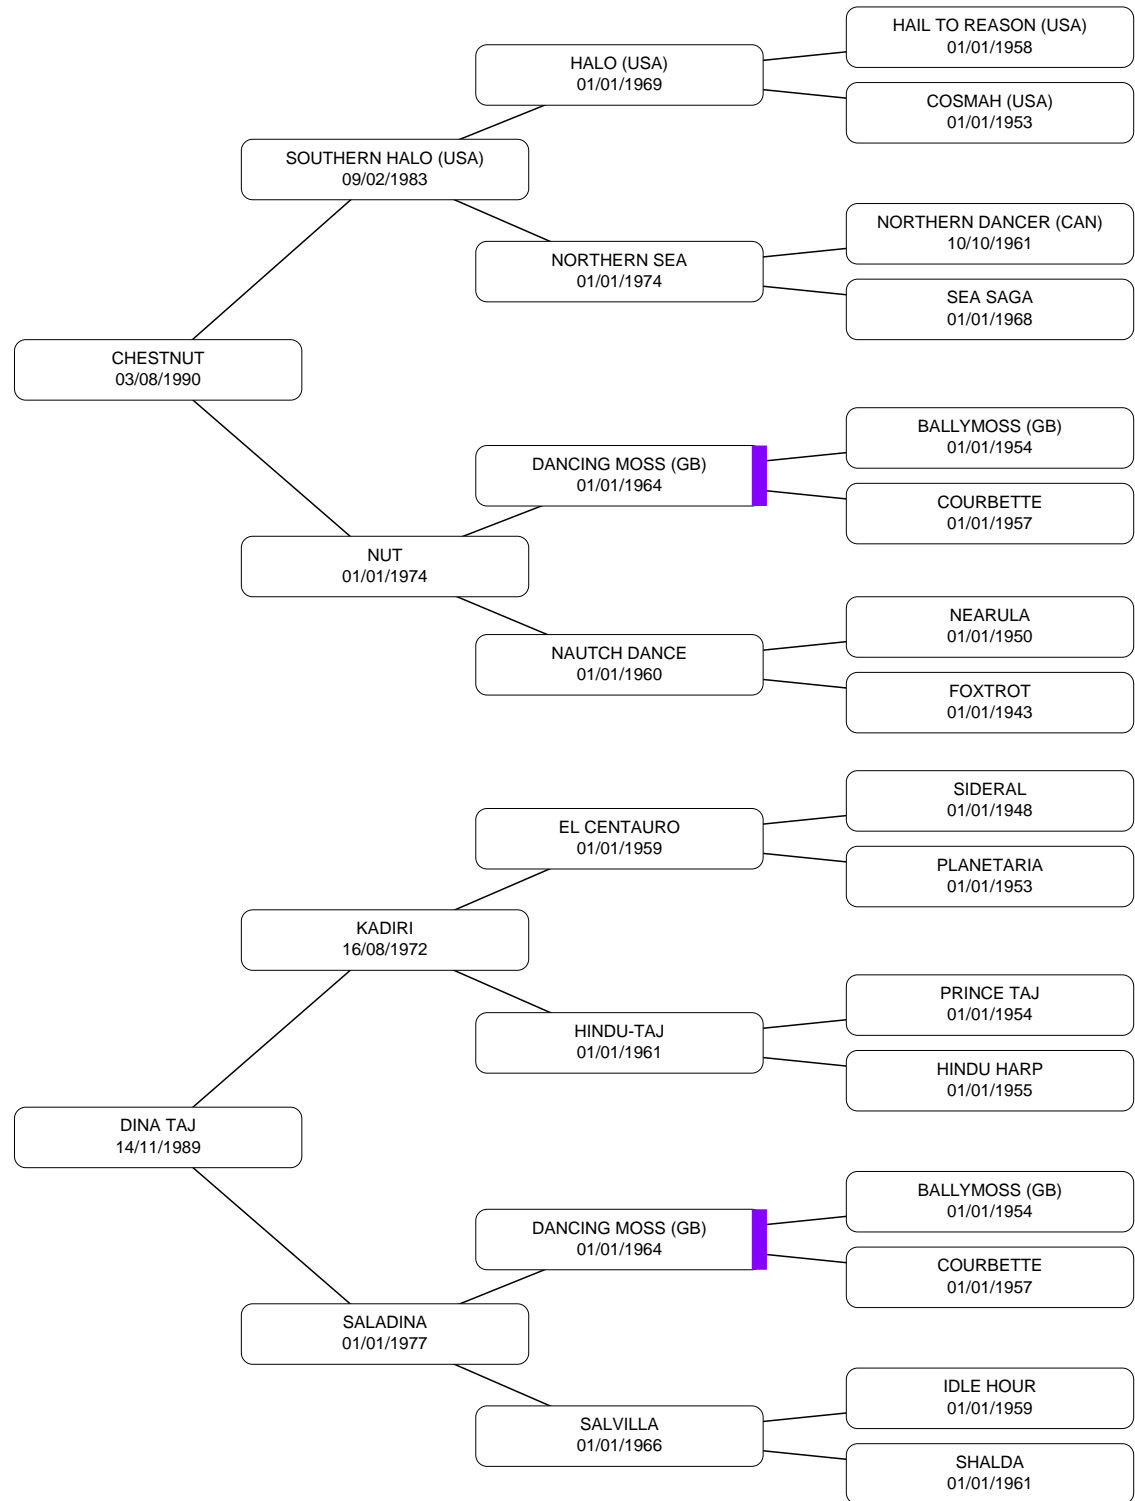 HAIL TO REASON (USA)
01/01/1958
HALO (USA)
01/01/1969
COSMAH (USA)
01/01/1953
SOUTHERN HALO (USA)
09/02/1983
NORTHERN DANCER (CAN)
10/10/1961
NORTHERN SEA
01/01/1974
SEA SAGA
01/01/1968
CHESTNUT
03/08/1990
BALLYMOSS (GB)
01/01/1954
DANCING MOSS (GB)
01/01/1964
COURBETTE
01/01/1957
NUT
01/01/1974
NEARULA
01/01/1950
NAUTCH DANCE
01/01/1960
FOXTROT
01/01/1943
SIDERAL
01/01/1948
EL CENTAURO
01/01/1959
PLANETARIA
01/01/1953
KADIRI
16/08/1972
PRINCE TAJ
01/01/1954
HINDU-TAJ
01/01/1961
HINDU HARP
01/01/1955
DINA TAJ
14/11/1989
BALLYMOSS (GB)
01/01/1954
DANCING MOSS (GB)
01/01/1964
COURBETTE
01/01/1957
SALADINA
01/01/1977
IDLE HOUR
01/01/1959
SALVILLA
01/01/1966
SHALDA
01/01/1961